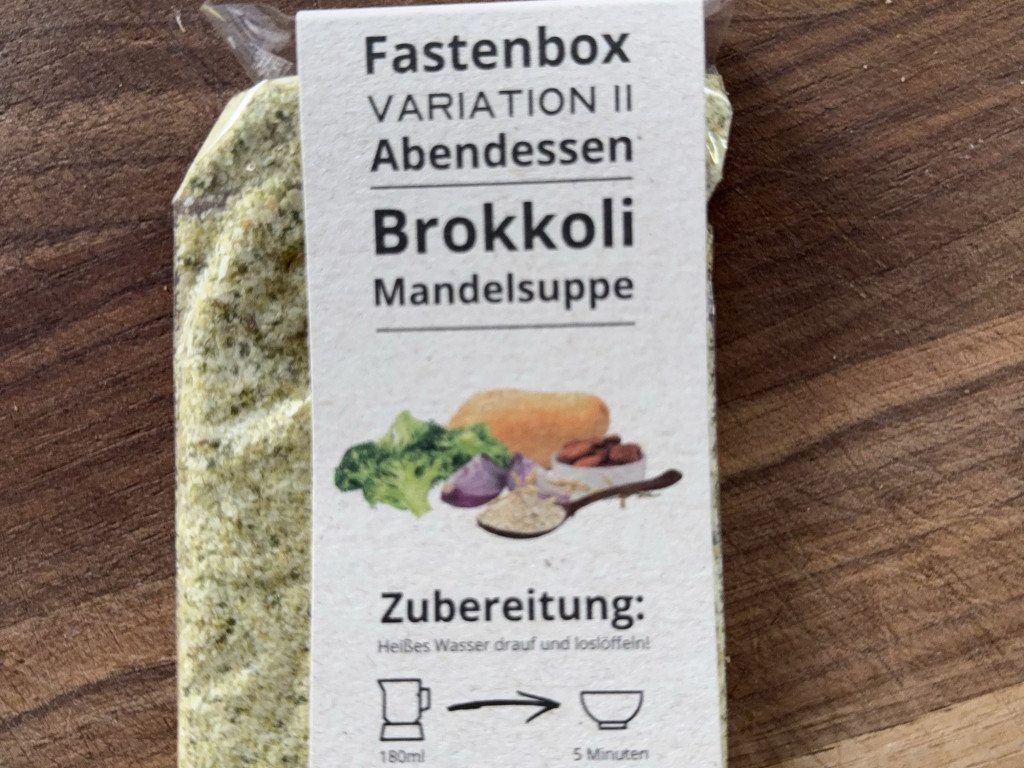 Fastenbox
VARIATION II
Abendessen
Brokkoli
Mandelsuppe
Zubereitung:
Heißes Wasser drauf und loslöffeln!
180ml 5 Minuten